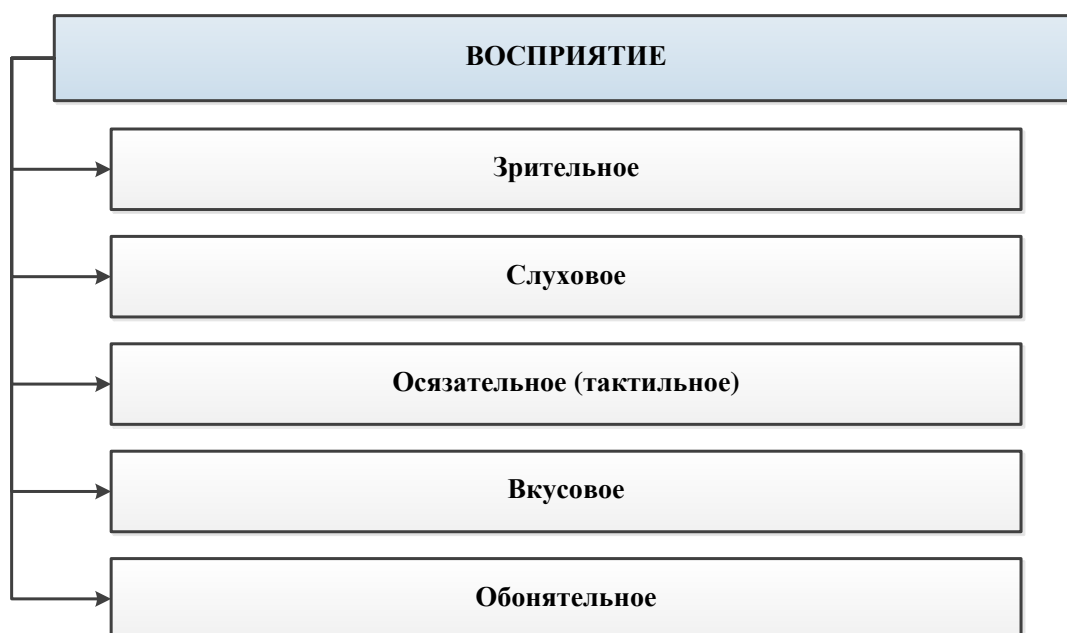 ВОСПРИЯТИЕ
Зрительное
Слуховое
Осязательное (тактильное)
Вкусовое
Обонятельное